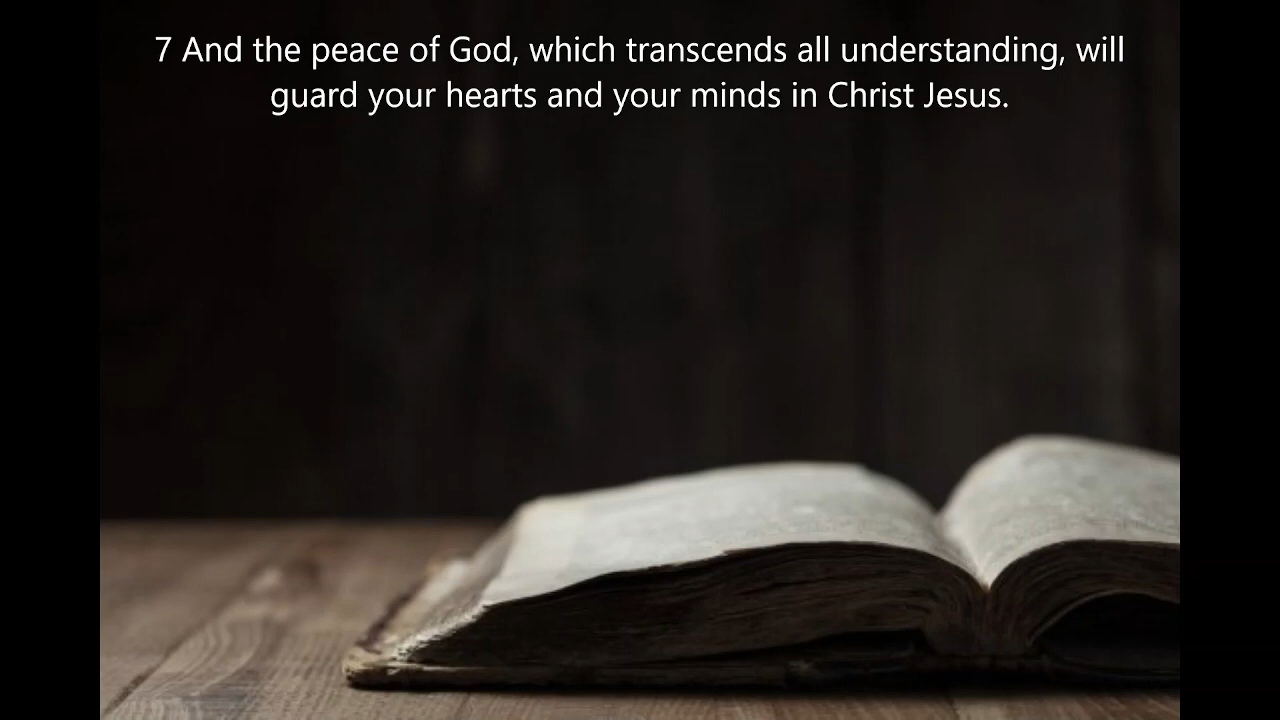 7 And the peace of God, which transcends all understanding, will
guard your hearts and your minds in Christ Jesus.